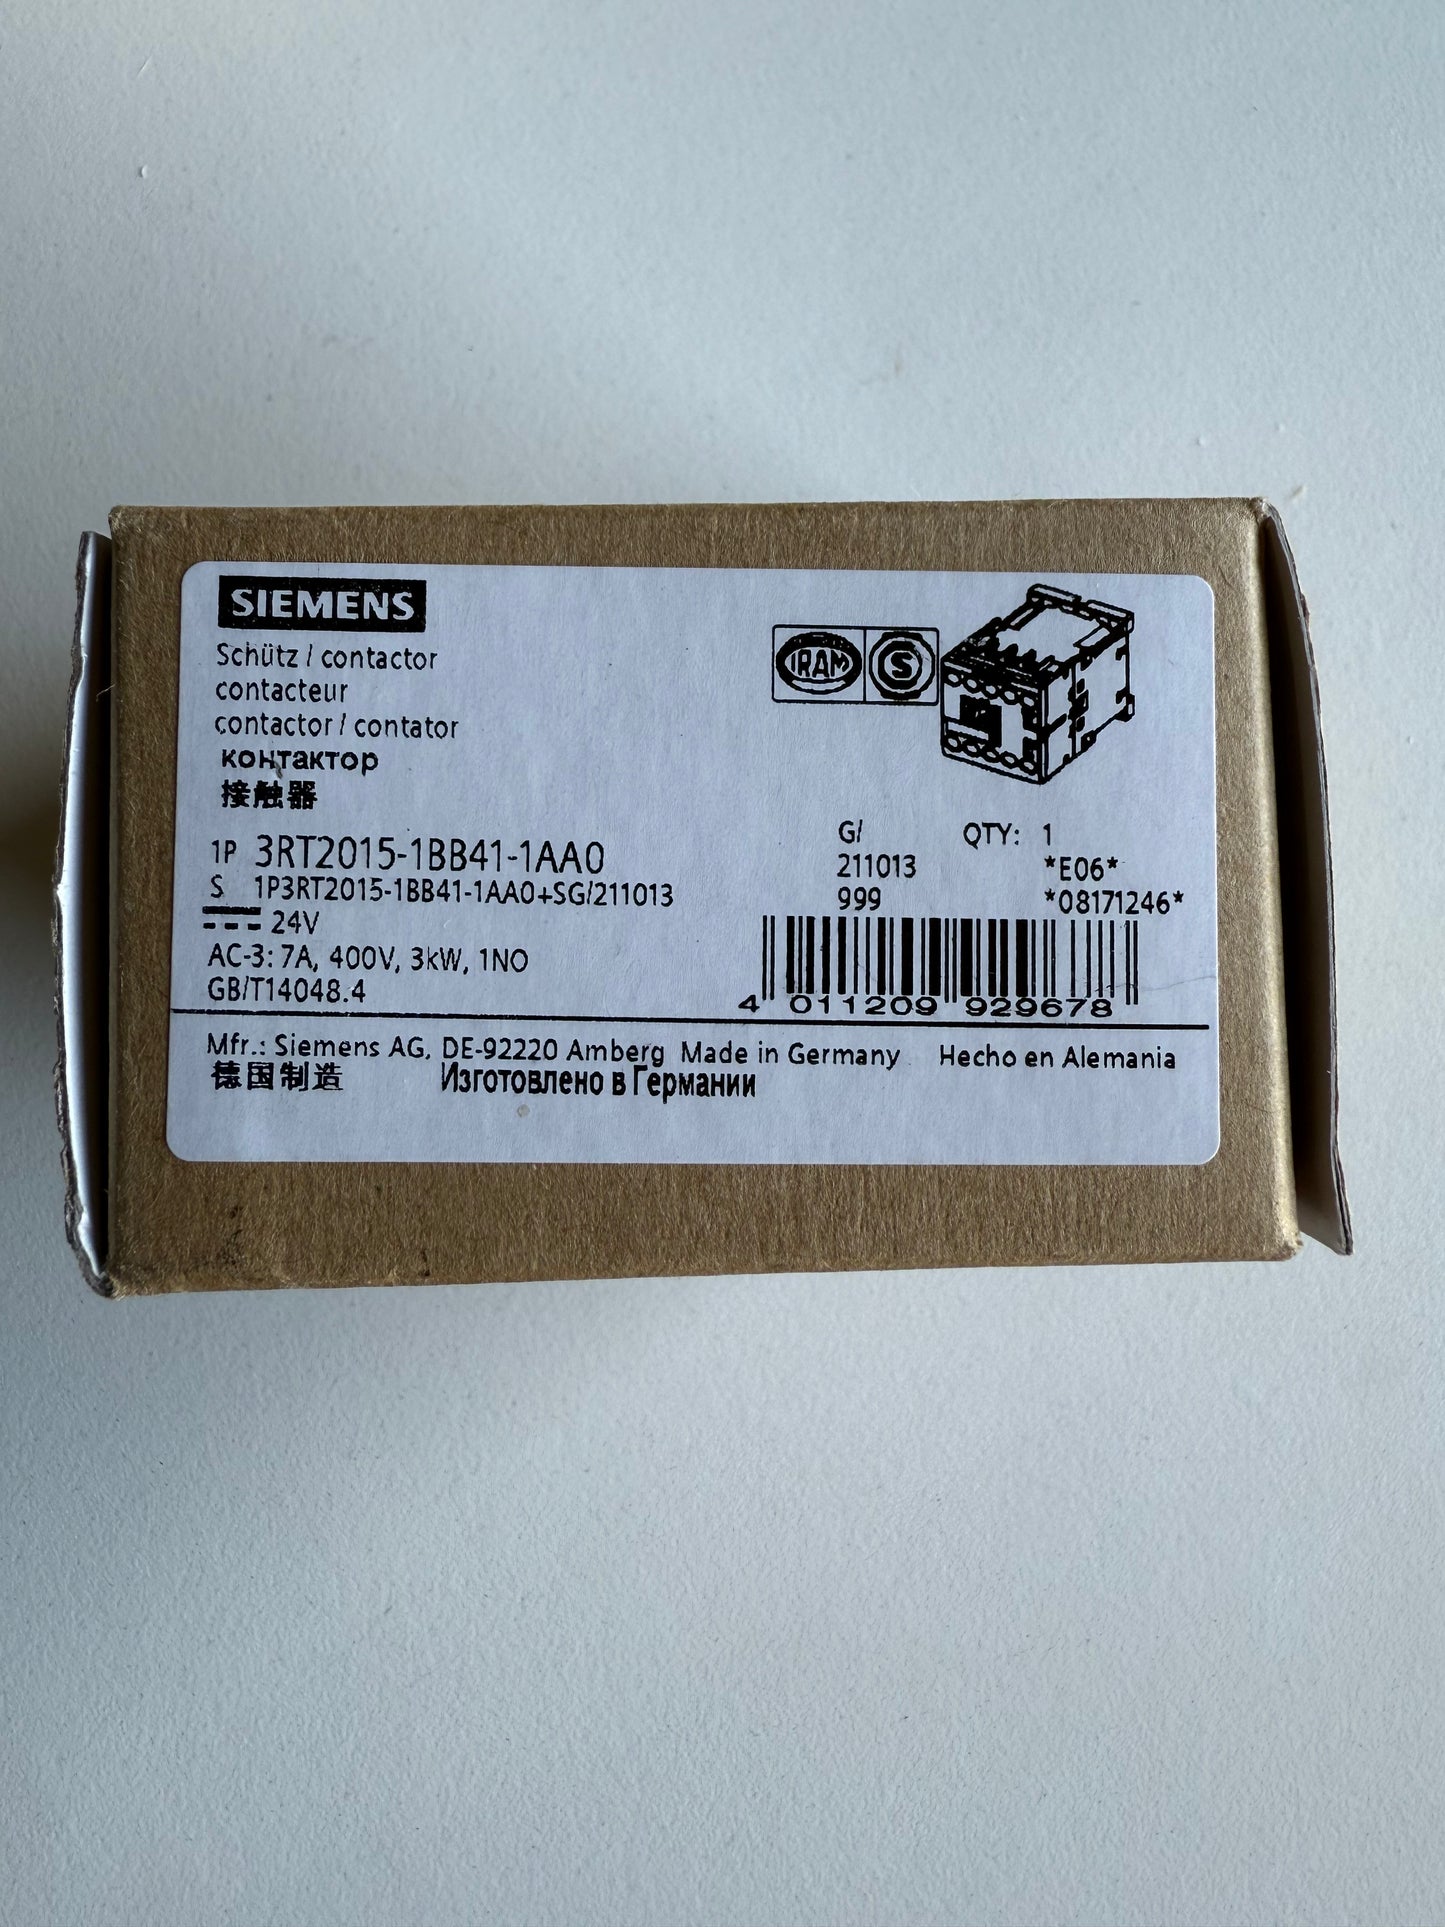 SIEMENS
Schütz / contactor
contacteur
contactor / contator
контактор
接触器
IRAM
S
1P 3RT2015-1BB41-1AA0
S 1P3RT2015-1BB41-1AA0+SG/211013
24V
AC-3: 7A, 400V, 3kW, 1NO
GB/T14048.4
G/ QTY: 1
211013 *E06*
999 *08171246*
4 011209 929678
Mfr.: Siemens AG, DE-92220 Amberg Made in Germany Hecho en Alemania
德国制造 Изготовлено в Германии